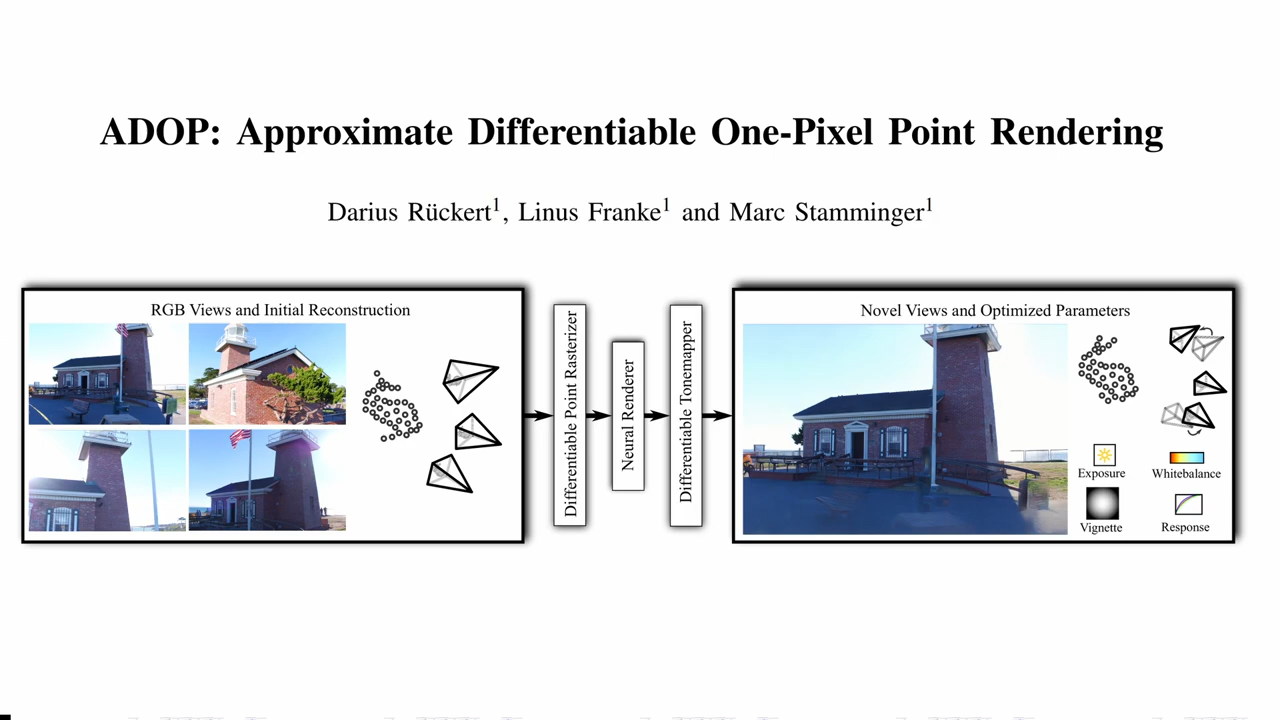 ADOP: Approximate Differentiable One-Pixel Point Rendering
Darius Rückert¹, Linus Franke¹ and Marc Stamminger¹
RGB Views and Initial Reconstruction
Differentiable Point Rasterizer
Neural Renderer
Differentiable Tonemapper
Novel Views and Optimized Parameters
Exposure
Whitebalance
Vignette
Response